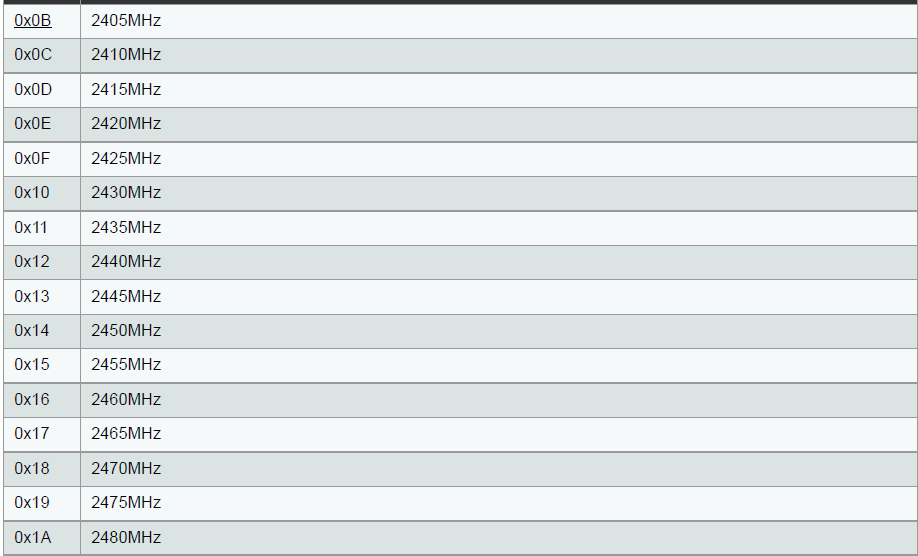 0x0B 2405MHz
0x0C 2410MHz
0x0D 2415MHz
0x0E 2420MHz
0x0F 2425MHz
0x10 2430MHz
0x11 2435MHz
0x12 2440MHz
0x13 2445MHz
0x14 2450MHz
0x15 2455MHz
0x16 2460MHz
0x17 2465MHz
0x18 2470MHz
0x19 2475MHz
0x1A 2480MHz